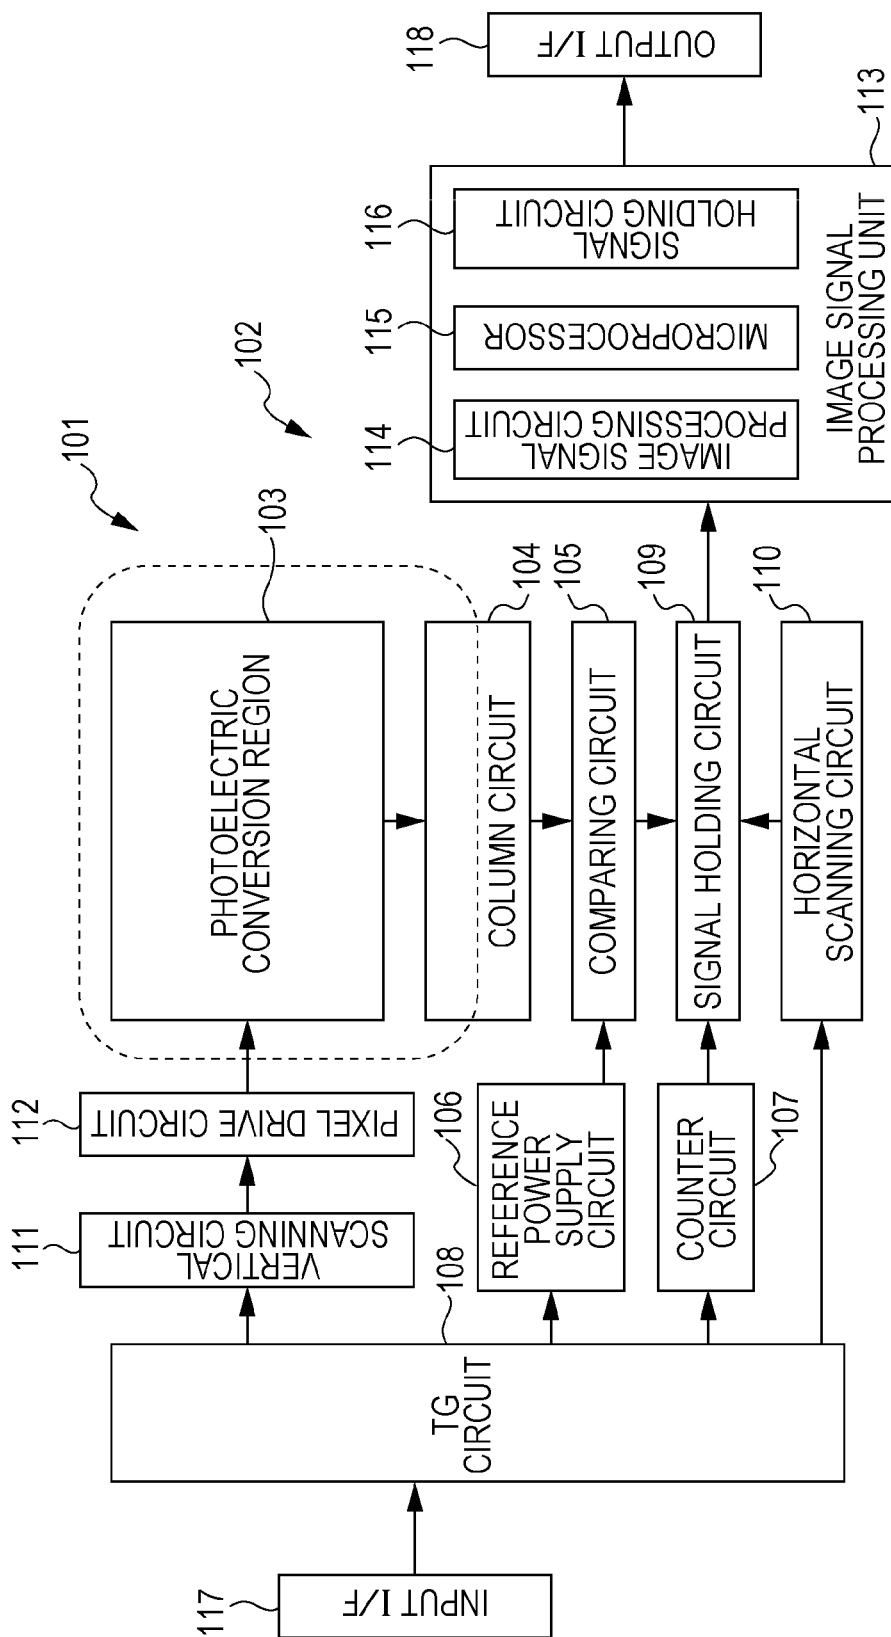 101
102
103
PHOTOELECTRIC
CONVERSION REGION
112
PIXEL DRIVE CIRCUIT
111
VERTICAL
SCANNING CIRCUIT
104
COLUMN CIRCUIT
105
COMPARING CIRCUIT
106
REFERENCE
POWER
SUPPLY
CIRCUIT
109
SIGNAL HOLDING CIRCUIT
107
COUNTER
CIRCUIT
110
HORIZONTAL
SCANNING CIRCUIT
108
TG
CIRCUIT
117
INPUT I/F
114
IMAGE SIGNAL
PROCESSING CIRCUIT
115
MICROPROCESSOR
116
SIGNAL
HOLDING CIRCUIT
IMAGE SIGNAL
PROCESSING UNIT
113
118
OUTPUT I/F